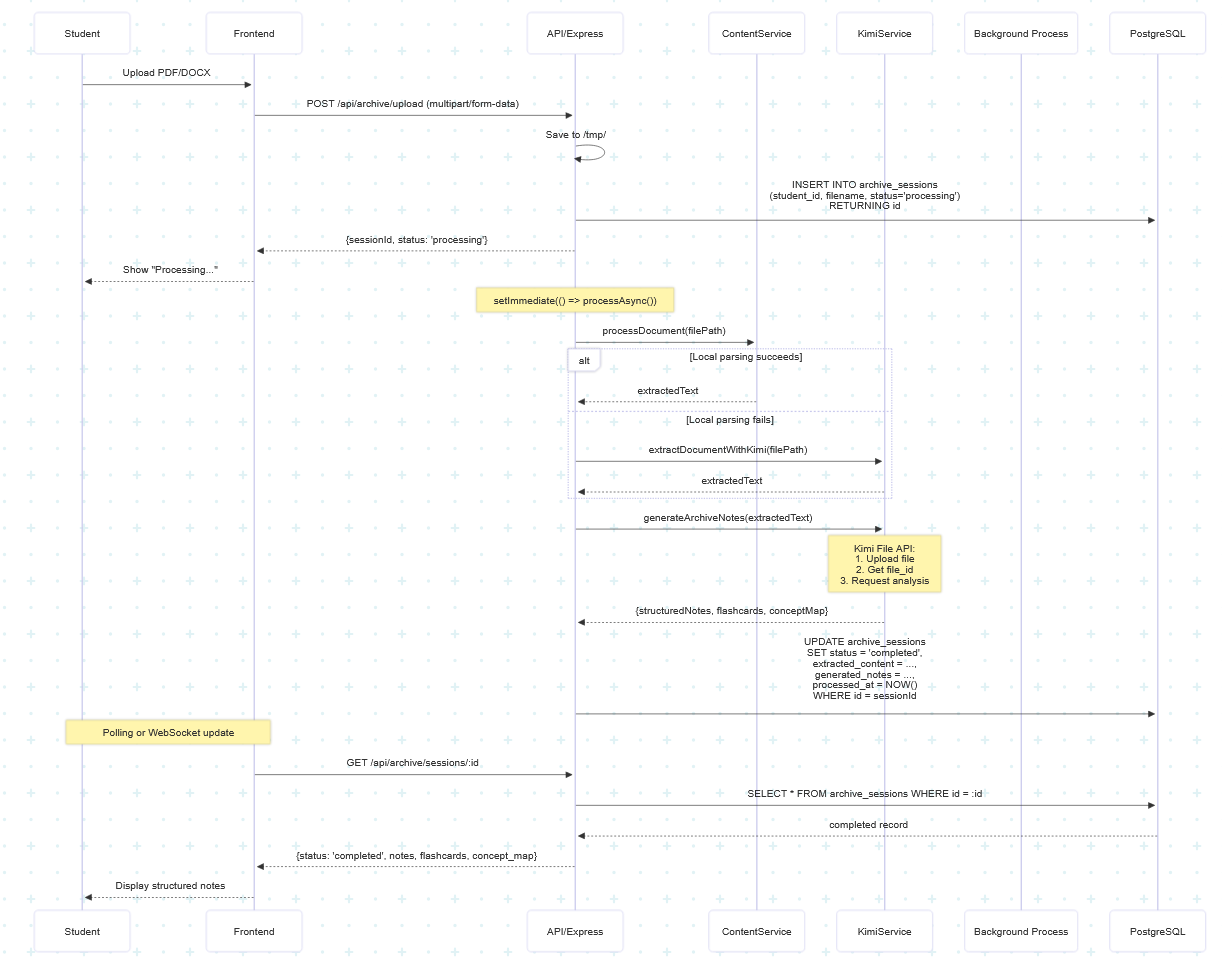 Student
Frontend
API/Express
ContentService
KimiService
Background Process
PostgreSQL
Upload PDF/DOCX
POST /api/archive/upload (multipart/form-data)
Save to /tmp/
INSERT INTO archive_sessions
(student_id, filename, status='processing')
RETURNING id
{sessionId, status: 'processing'}
Show "Processing..."
setImmediate(() => processAsync())
processDocument(filePath)
alt
[Local parsing succeeds]
extractedText
[Local parsing fails]
extractDocumentWithKimi(filePath)
extractedText
generateArchiveNotes(extractedText)
Kimi File API:
1. Upload file
2. Get file_id
3. Request analysis
{structuredNotes, flashcards, conceptMap}
UPDATE archive_sessions
SET status = 'completed',
extracted_content = ...,
generated_notes = ...,
processed_at = NOW()
WHERE id = sessionId
Polling or WebSocket update
GET /api/archive/sessions/:id
SELECT * FROM archive_sessions WHERE id = :id
completed record
{status: 'completed', notes, flashcards, concept_map}
Display structured notes
Student
Frontend
API/Express
ContentService
KimiService
Background Process
PostgreSQL